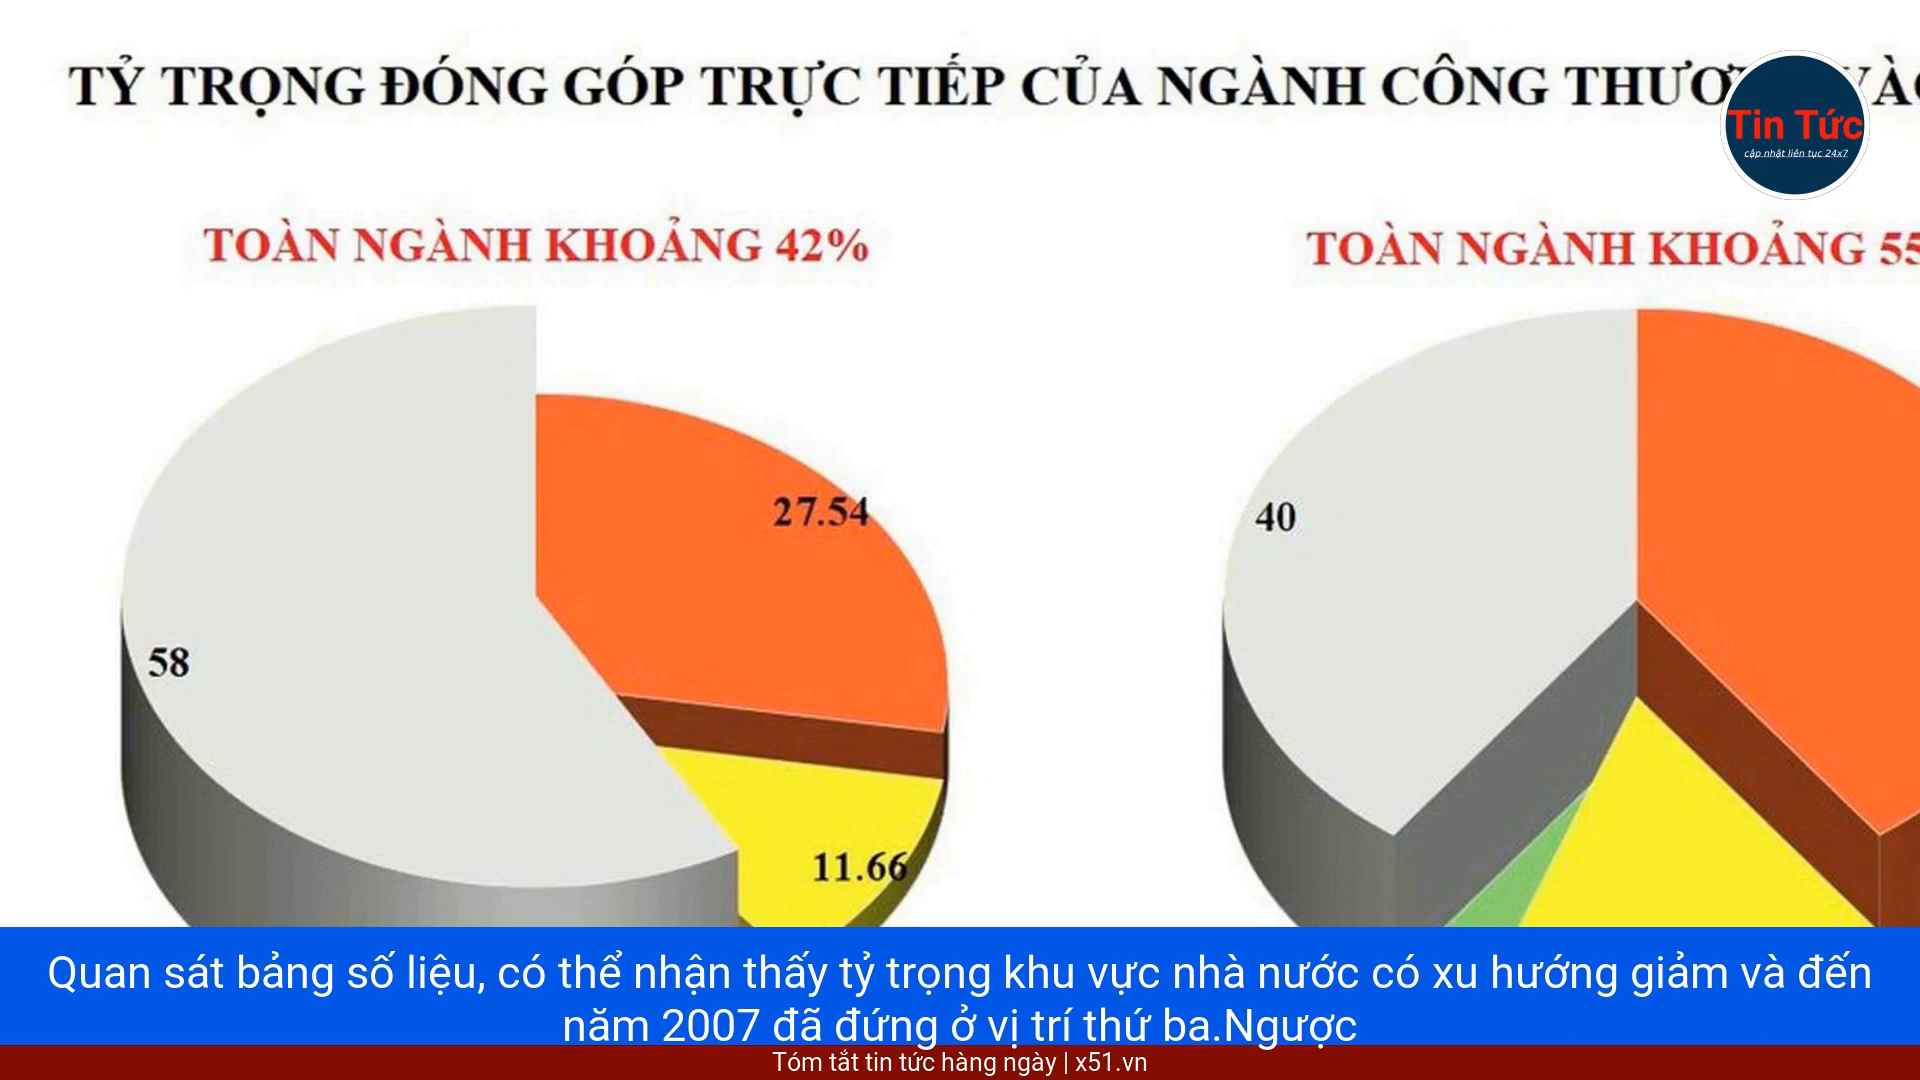 TỶ TRỌNG ĐÓNG GÓP TRỰC TIẾP CỦA NGÀNH CÔNG
Tin Tức
cập nhật liên tục 24x7
TOÀN NGÀNH KHOẢNG 42%
TOÀN NGÀNH KHOẢNG 55
27.54
40
58
11.66
Quan sát bảng số liệu, có thể nhận thấy tỷ trọng khu vực nhà nước có xu hướng giảm và đến
năm 2007 đã đứng ở vị trí thứ ba.Ngược
Tóm tắt tin tức hàng ngày | x51.vn